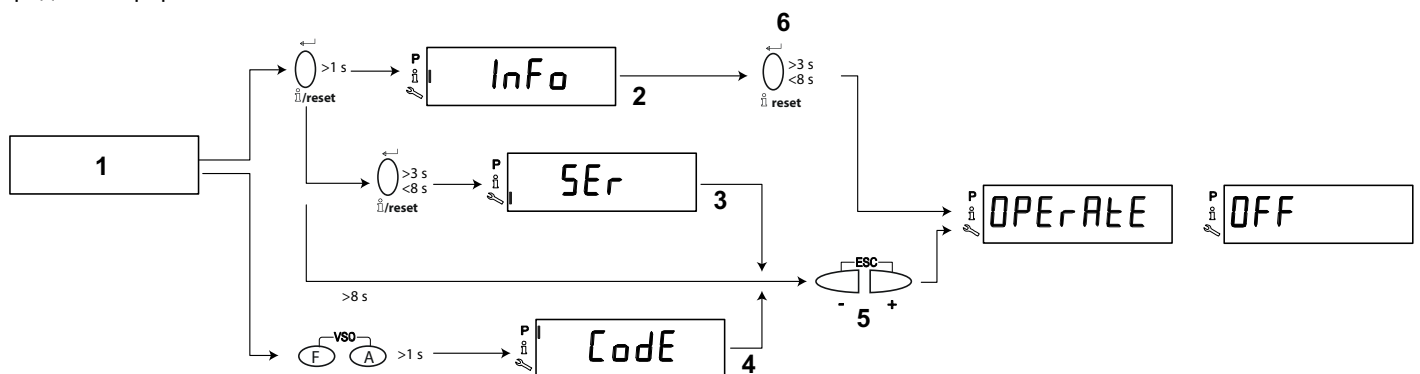 6
>1 s
i/reset
P
i
InFo
2
>3 s
<8 s
i reset
1
>3 s
<8 s
i/reset
P
i
SEr
3
P
i
OPErAtE
P
i
OFF
>8 s
ESC
- +
5
VSO
F A
>1 s
P
i
CodE
4